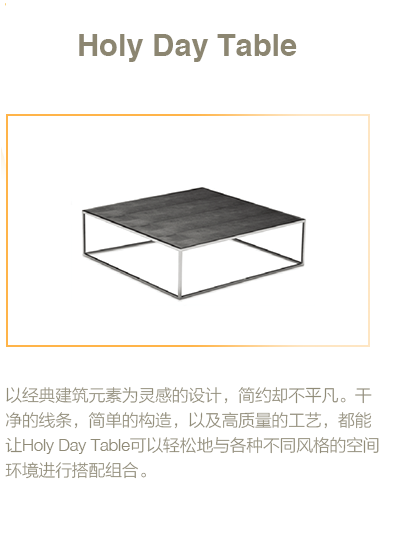 Holy Day Table
以经典建筑元素为灵感的设计，简约却不平凡。干
净的线条，简单的构造，以及高质量的工艺，都能
让Holy Day Table可以轻松地与各种不同风格的空间
环境进行搭配组合。